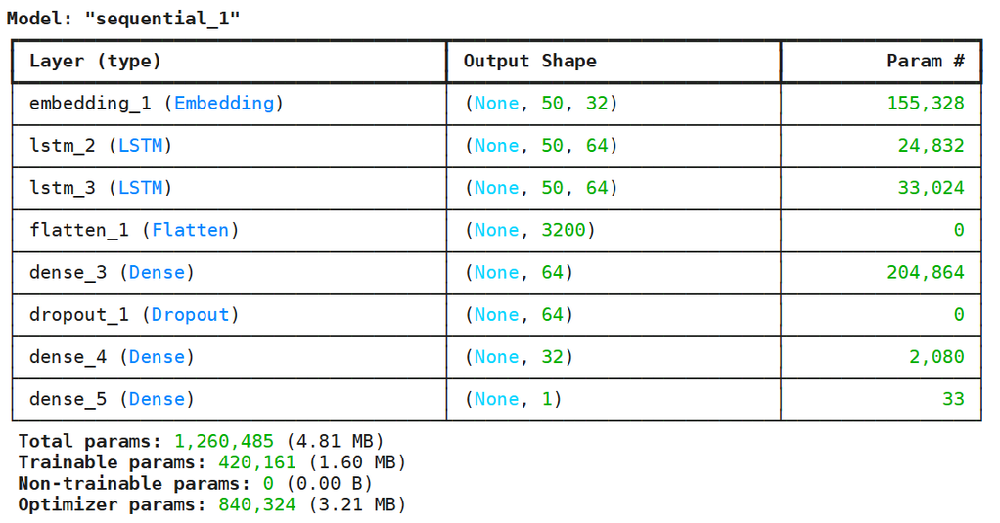 Model: "sequential_1"
Layer (type) Output Shape Param #
embedding_1 (Embedding) (None, 50, 32) 155,328
lstm_2 (LSTM) (None, 50, 64) 24,832
lstm_3 (LSTM) (None, 50, 64) 33,024
flatten_1 (Flatten) (None, 3200) 0
dense_3 (Dense) (None, 64) 204,864
dropout_1 (Dropout) (None, 64) 0
dense_4 (Dense) (None, 32) 2,080
dense_5 (Dense) (None, 1) 33
Total params: 1,260,485 (4.81 MB)
Trainable params: 420,161 (1.60 MB)
Non-trainable params: 0 (0.00 B)
Optimizer params: 840,324 (3.21 MB)